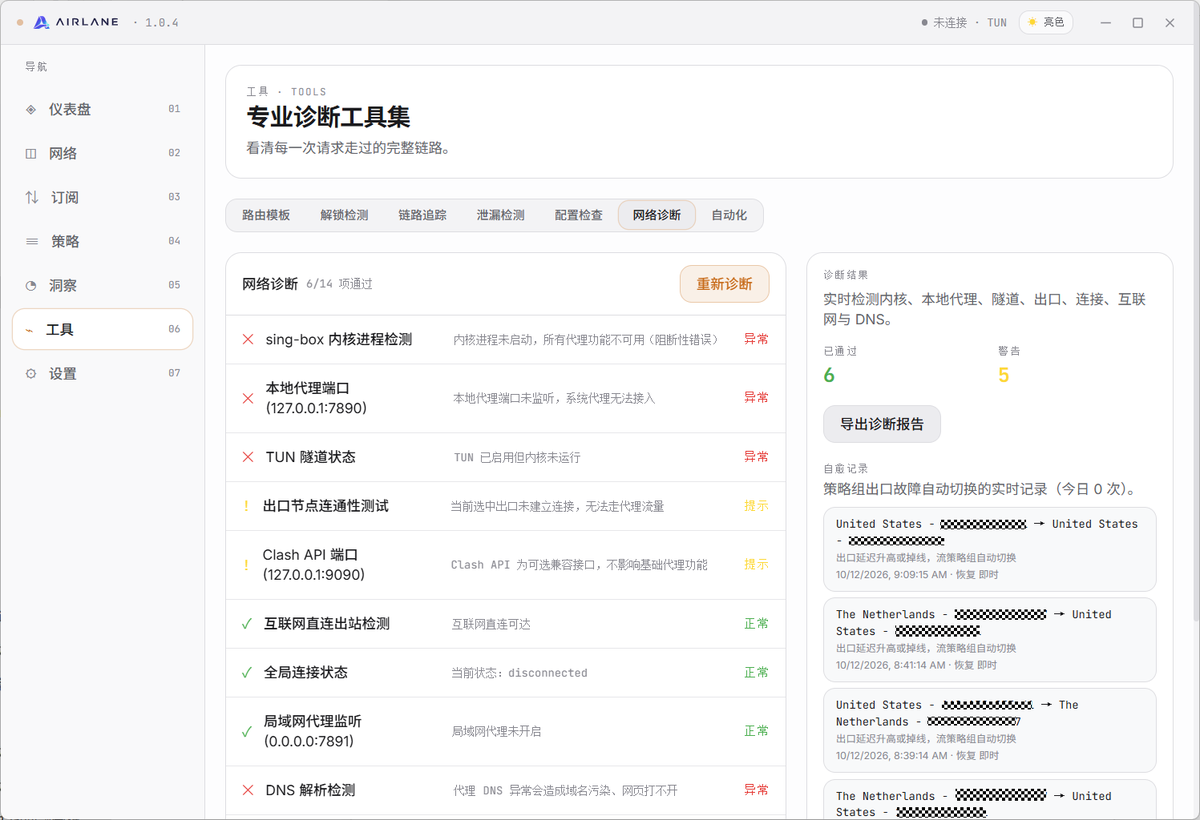 AIRLANE · 1.0.4
未连接 · TUN
亮色
导航
仪表盘 01
网络 02
订阅 03
策略 04
洞察 05
工具 06
设置 07
工具 · TOOLS
专业诊断工具集
看清每一次请求走过的完整链路。
路由模板 解锁检测 链路追踪 泄漏检测 配置检查 网络诊断 自动化
网络诊断 6/14 项通过
重新诊断
sing-box 内核进程检测 内核进程未启动，所有代理功能不可用（阻断性错误） 异常
本地代理端口
(127.0.0.1:7890)
本地代理端口未监听，系统代理无法接入 异常
TUN 隧道状态 TUN 已启用但内核未运行 异常
! 出口节点连通性测试 当前选中出口未建立连接，无法走代理流量 提示
! Clash API 端口
(127.0.0.1:9090)
Clash API 为可选兼容接口，不影响基础代理功能 提示
✓ 互联网直连出站检测 互联网直连可达 正常
✓ 全局连接状态 当前状态：disconnected 正常
✓ 局域网代理监听
(0.0.0.0:7891)
局域网代理未开启 正常
DNS 解析检测 代理 DNS 异常会造成域名污染、网页打不开 异常
诊断结果
实时检测内核、本地代理、隧道、出口、连接、互联
网与 DNS。
已通过 警告
6 5
导出诊断报告
自愈记录
策略组出口故障自动切换的实时记录（今日 0 次）。
United States - → United States
-
出口延迟升高或掉线，流策略组自动切换
10/12/2026, 9:09:15 AM · 恢复 即时
The Netherlands - → United
States -
出口延迟升高或掉线，流策略组自动切换
10/12/2026, 8:41:14 AM · 恢复 即时
United States - → The
Netherlands - 7
出口延迟升高或掉线，流策略组自动切换
10/12/2026, 8:39:14 AM · 恢复 即时
The Netherlands - → United
States -